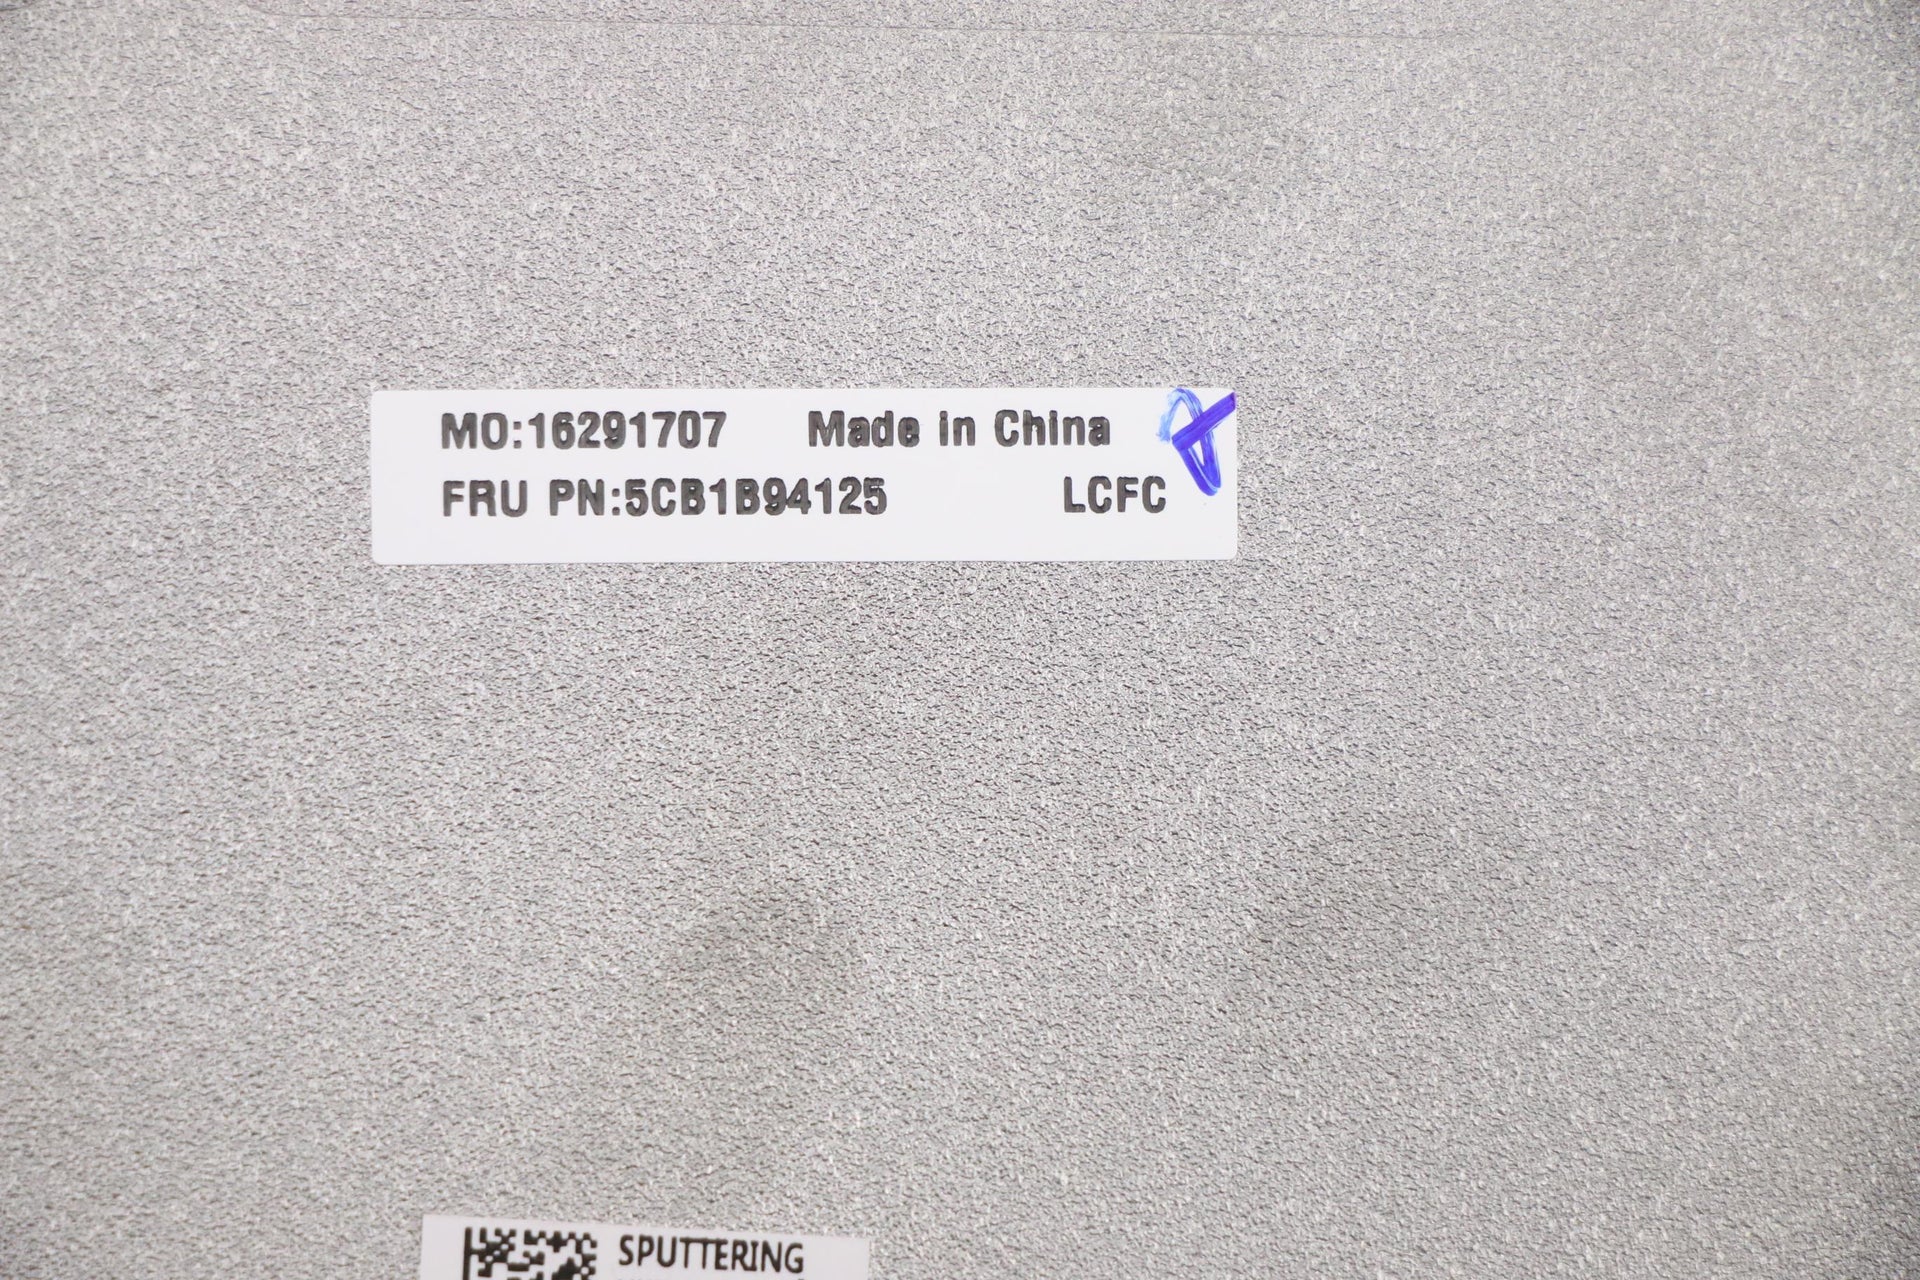 MO:16291707 Made in China
FRU PN:5CB1B94125 LCFC
SPUTTERING